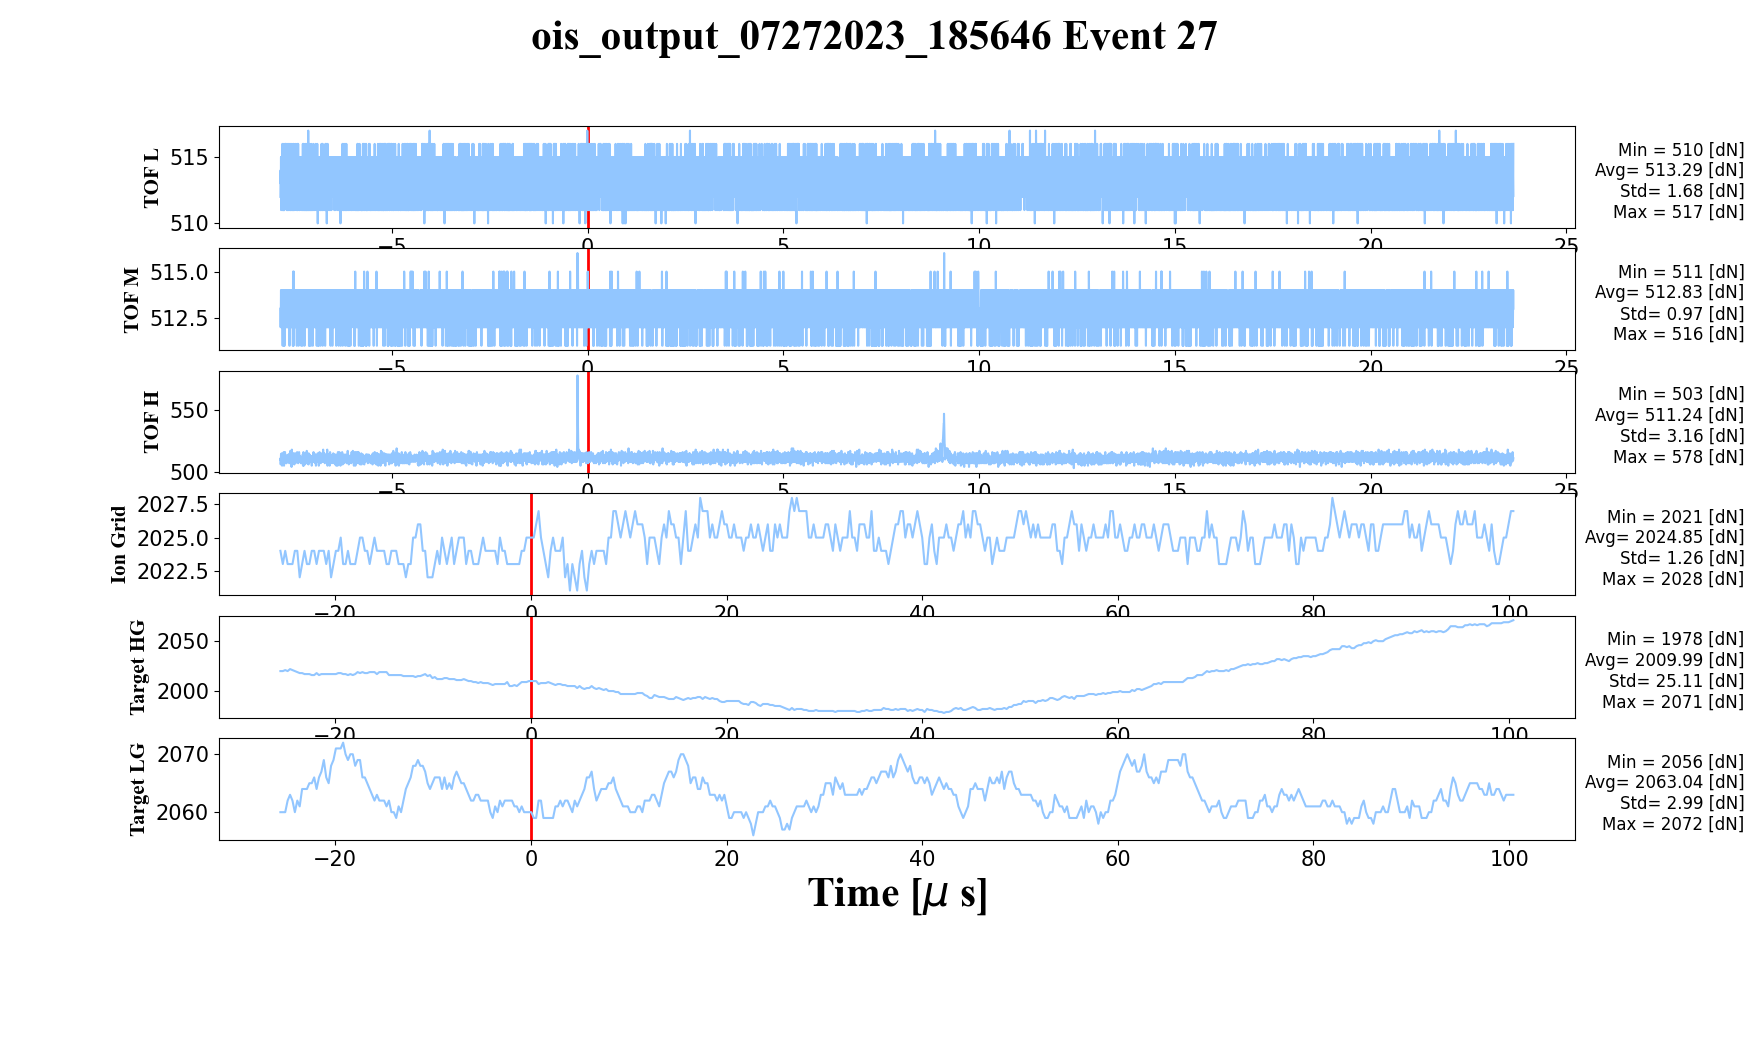 ois_output_07272023_185646 Event 27
TOF L
515
510
−5
0
5
10
15
20
25
Min = 510 [dN]
Avg= 513.29 [dN]
Std= 1.68 [dN]
Max = 517 [dN]
TOF M
515.0
512.5
−5
0
5
10
15
20
25
Min = 511 [dN]
Avg= 512.83 [dN]
Std= 0.97 [dN]
Max = 516 [dN]
TOF H
550
500
−5
0
5
10
15
20
25
Min = 503 [dN]
Avg= 511.24 [dN]
Std= 3.16 [dN]
Max = 578 [dN]
Ion Grid
2027.5
2025.0
2022.5
−20
0
20
40
60
80
100
Min = 2021 [dN]
Avg= 2024.85 [dN]
Std= 1.26 [dN]
Max = 2028 [dN]
Target HG
2050
2000
−20
0
20
40
60
80
100
Min = 1978 [dN]
Avg= 2009.99 [dN]
Std= 25.11 [dN]
Max = 2071 [dN]
Target LG
2070
2060
−20
0
20
40
60
80
100
Min = 2056 [dN]
Avg= 2063.04 [dN]
Std= 2.99 [dN]
Max = 2072 [dN]
Time [μ s]